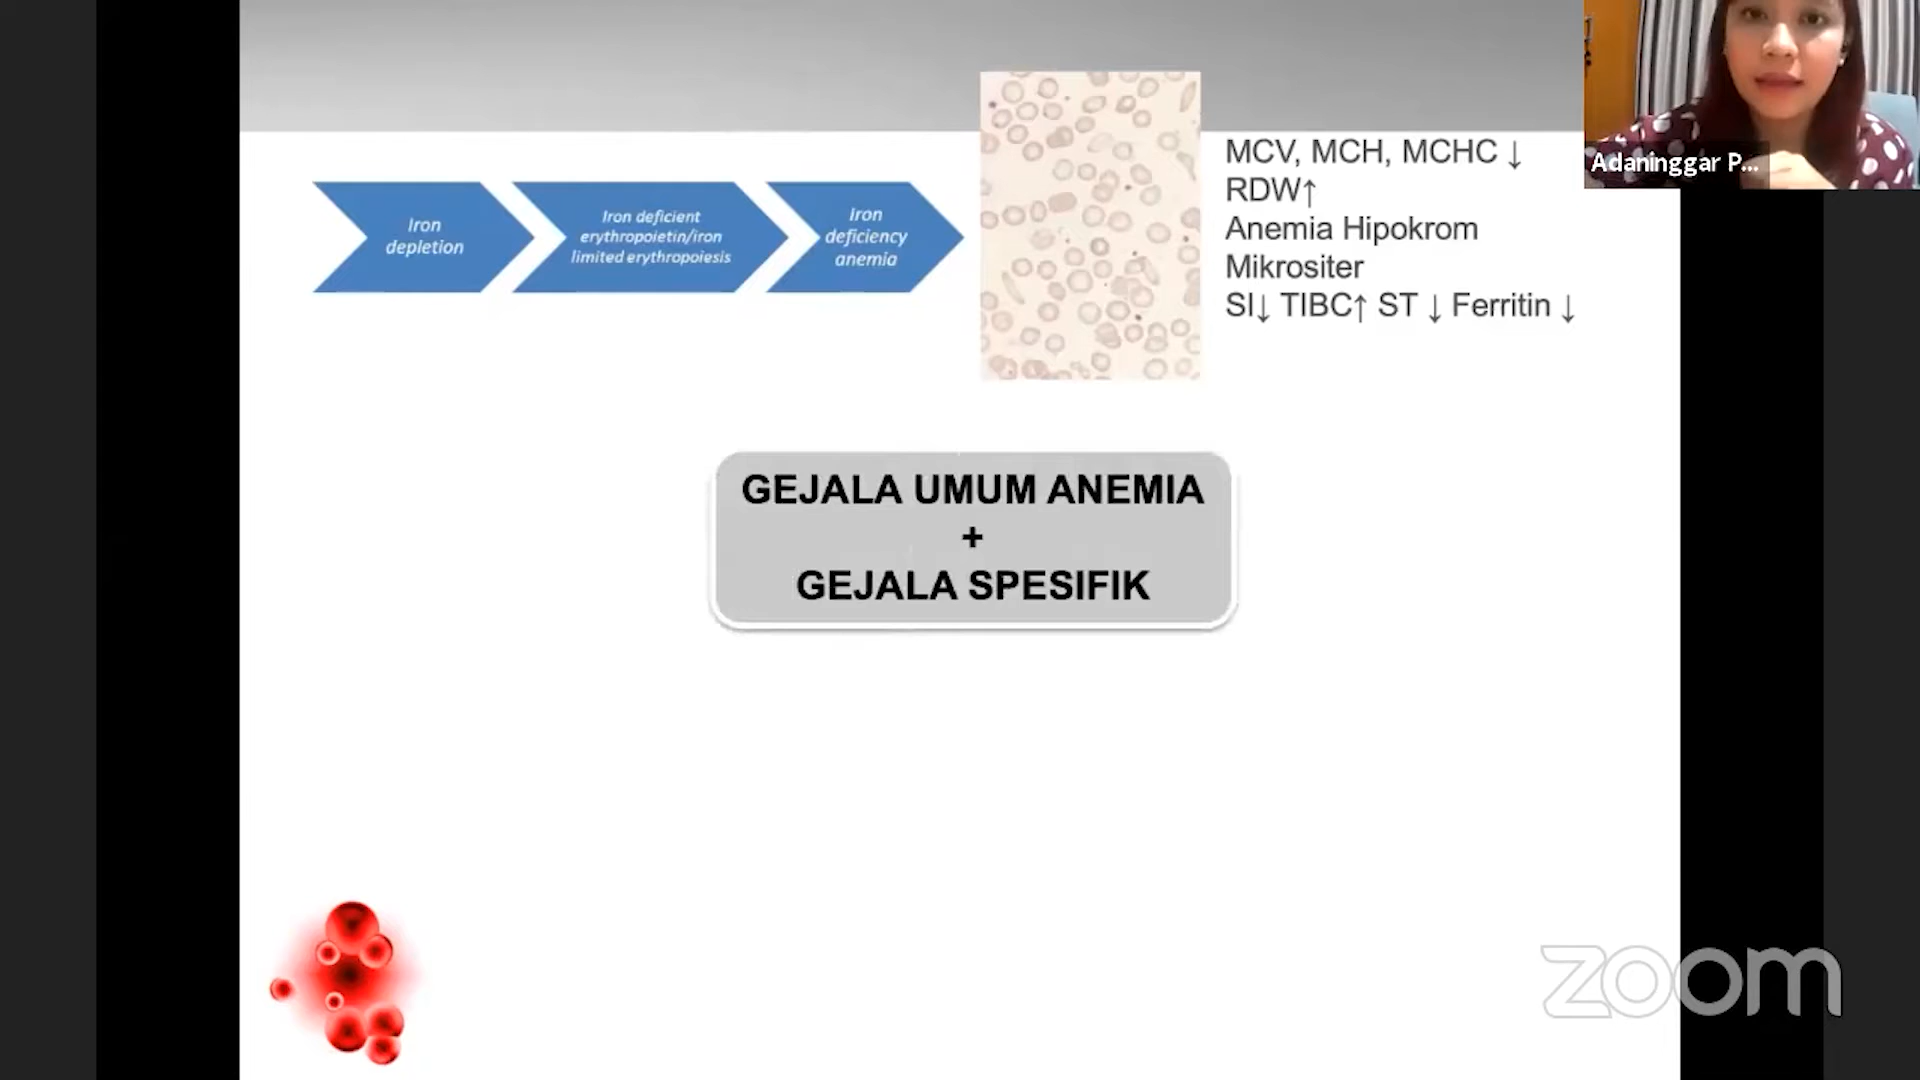 Iron
depletion
Iron deficient
erythropoietin/iron
limited erythropoiesis
Iron
deficiency
anemia
MCV, MCH, MCHC ↓
RDW↑
Anemia Hipokrom
Mikrositer
SI↓ TIBC↑ ST ↓ Ferritin ↓
Adaninggar P...
GEJALA UMUM ANEMIA
+
GEJALA SPESIFIK
zoom